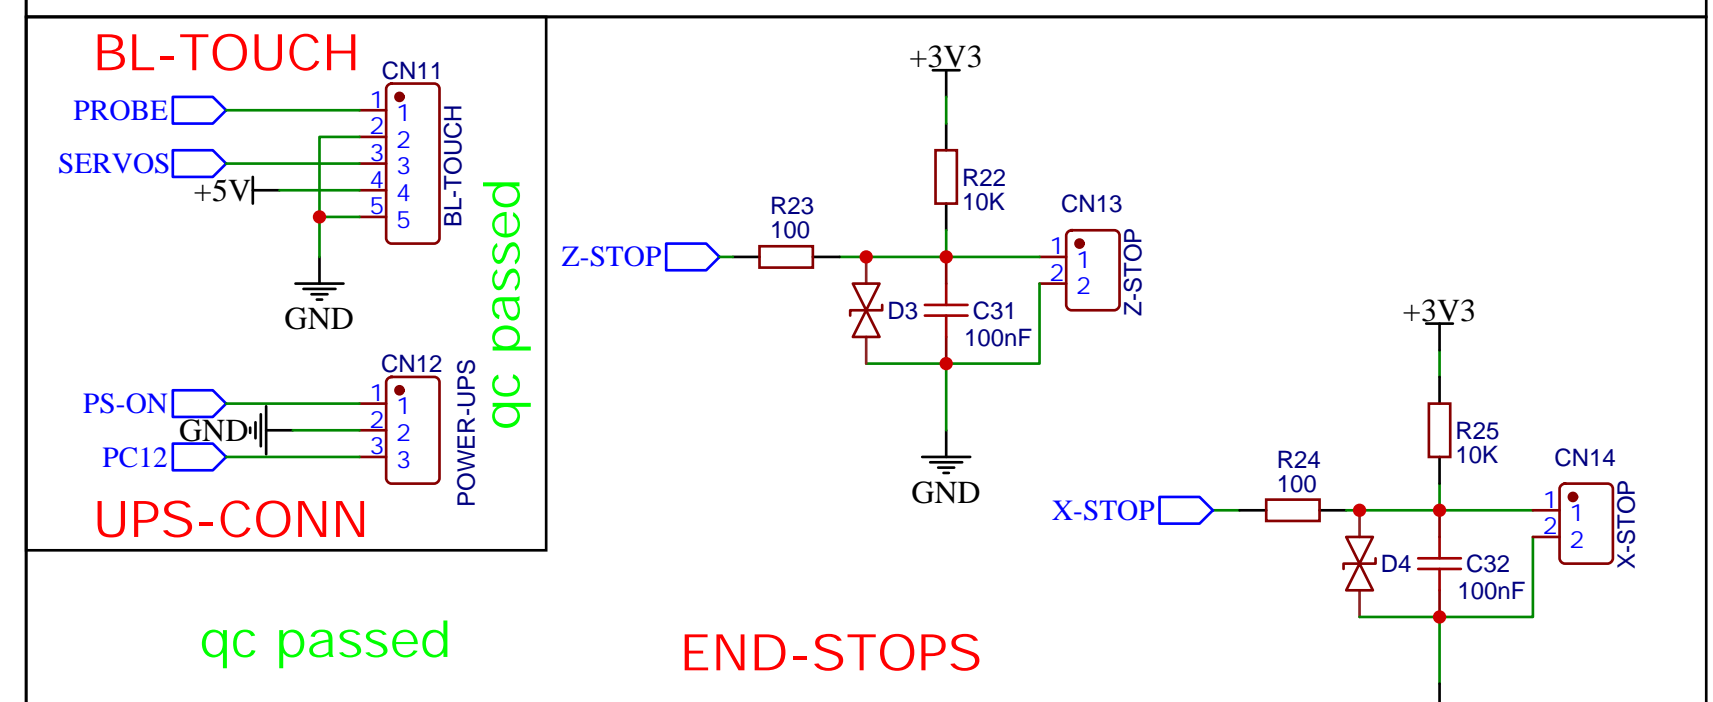 BL-TOUCH
CN11
PROBE
SERVOS
+5V
1
2
3
4
5
1
2
3
4
5
BL-TOUCH
GND
qc passed
CN12
PS-ON
GND
PC12
1
2
3
1
2
3
POWER-UPS
UPS-CONN
+3V3
R22
10K
R23
100
Z-STOP
CN13
1
2
1
2
Z-STOP
D3
C31
100nF
GND
+3V3
R25
10K
R24
100
X-STOP
CN14
1
2
1
2
X-STOP
D4
C32
100nF
qc passed
END-STOPS